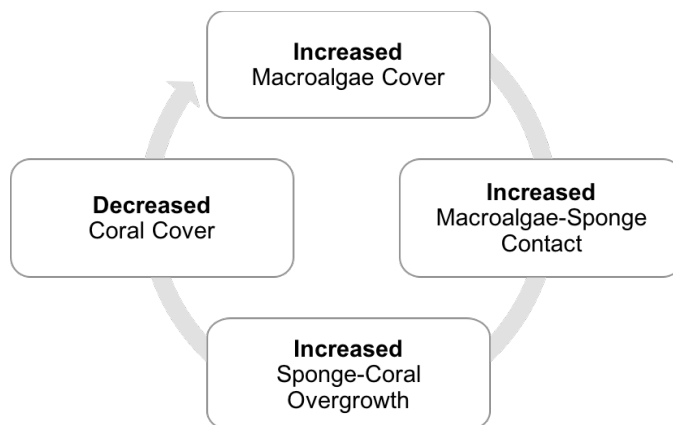 Increased
Macroalgae Cover
Increased
Macroalgae-Sponge
Contact
Increased
Sponge-Coral
Overgrowth
Decreased
Coral Cover